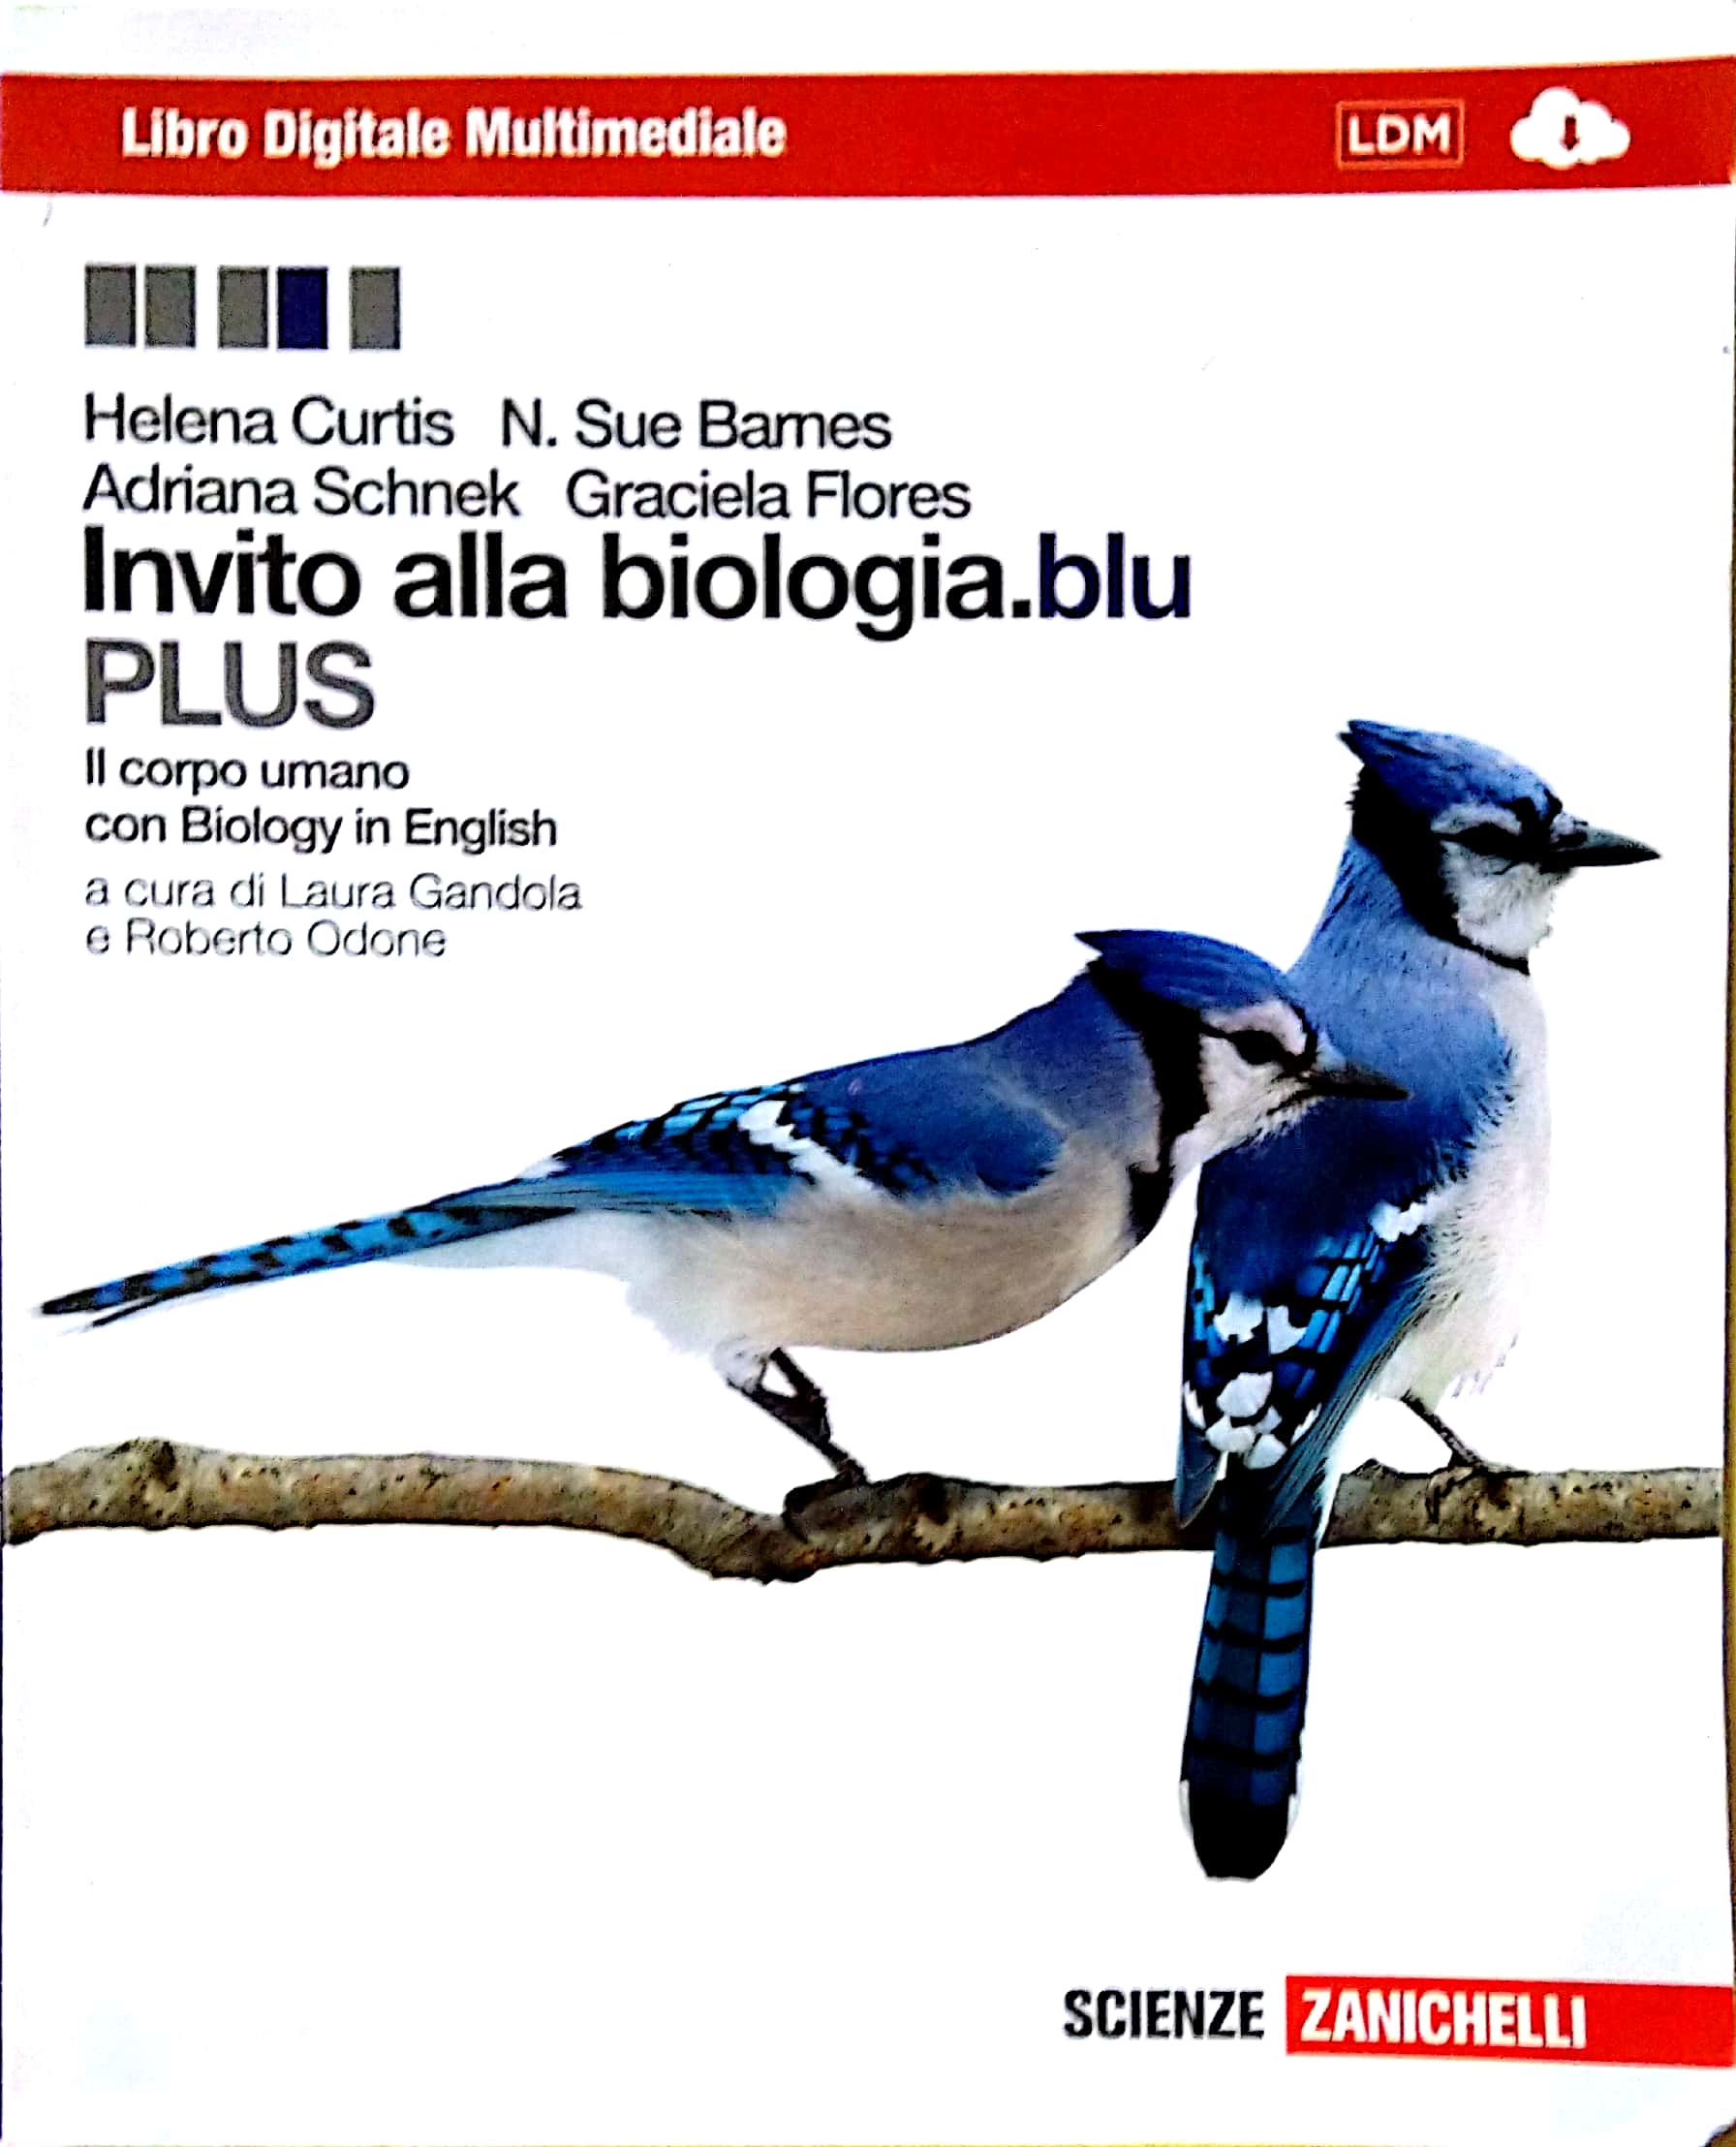 Libro Digitale Multimediale LDM
Helena Curtis N. Sue Barnes
Adriana Schnek Graciela Flores
Invito alla biologia.blu
PLUS
Il corpo umano
con Biology in English
a cura di Laura Gandola
e Roberto Odone
SCIENZE ZANICHELLI